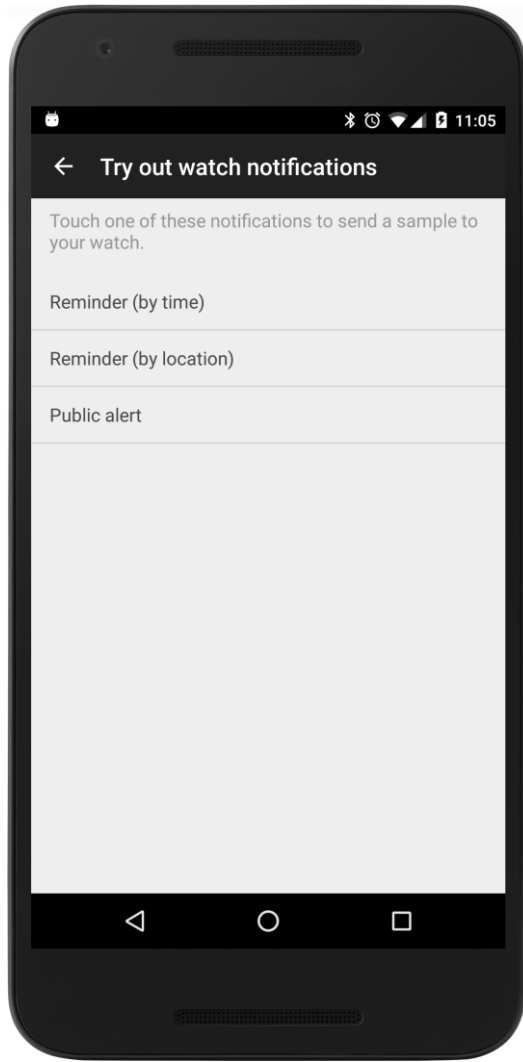 11:05
Try out watch notifications
Touch one of these notifications to send a sample to
your watch.
Reminder (by time)
Reminder (by location)
Public alert